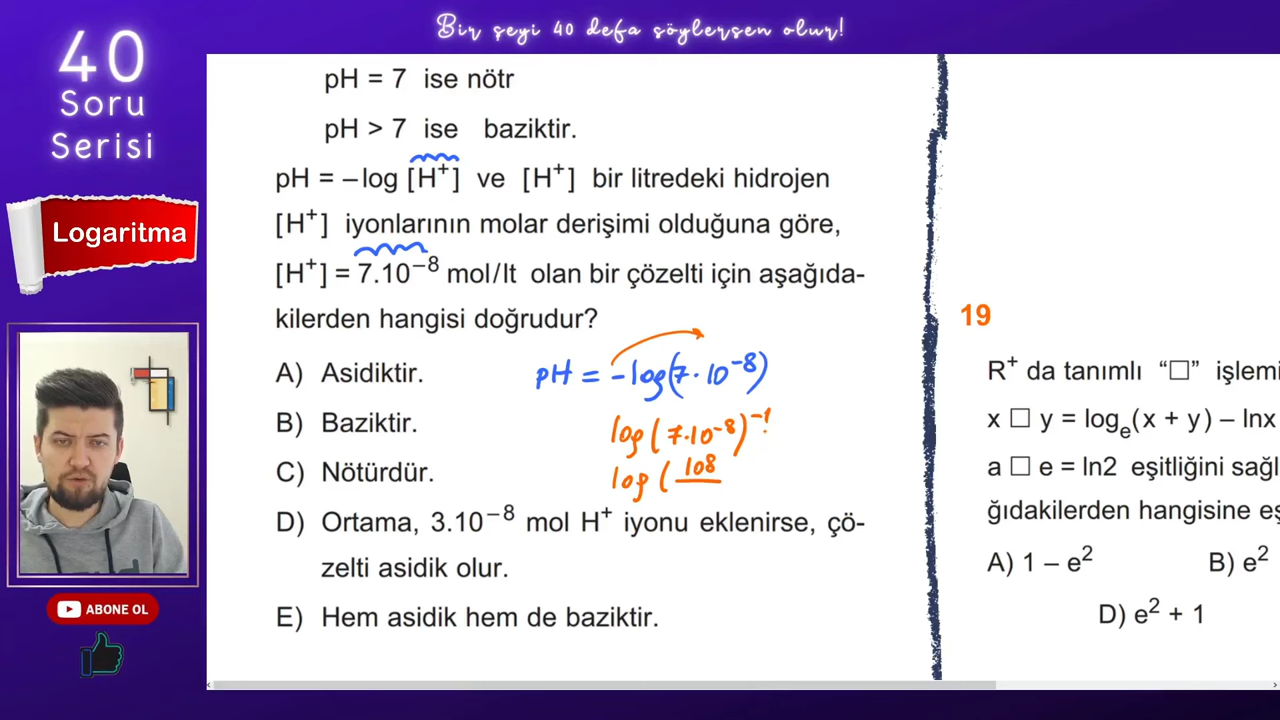 Bir şeyi 40 defa söylersen olur!
40
Soru
Serisi
Logaritma
ABONE OL
pH = 7 ise nötr
pH > 7 ise baziktir.
pH = –log [H⁺] ve [H⁺] bir litredeki hidrojen
[H⁺] iyonlarının molar derişimi olduğuna göre,
[H⁺] = 7.10⁻⁸ mol/lt olan bir çözelti için aşağıda-
kilerden hangisi doğrudur?
A) Asidiktir.
B) Baziktir.
C) Nötürdür.
D) Ortama, 3.10⁻⁸ mol H⁺ iyonu eklenirse, çö-
zelti asidik olur.
E) Hem asidik hem de baziktir.
pH = -log(7·10⁻⁸)
log(7·10⁻⁸)⁻¹
log(10⁸
19
R⁺ da tanımlı “□” işlemi
x □ y = logₑ(x + y) – lnx
a □ e = ln2 eşitliğini sağl
ğıdakilerden hangisine eş
A) 1 – e² B) e²
D) e² + 1